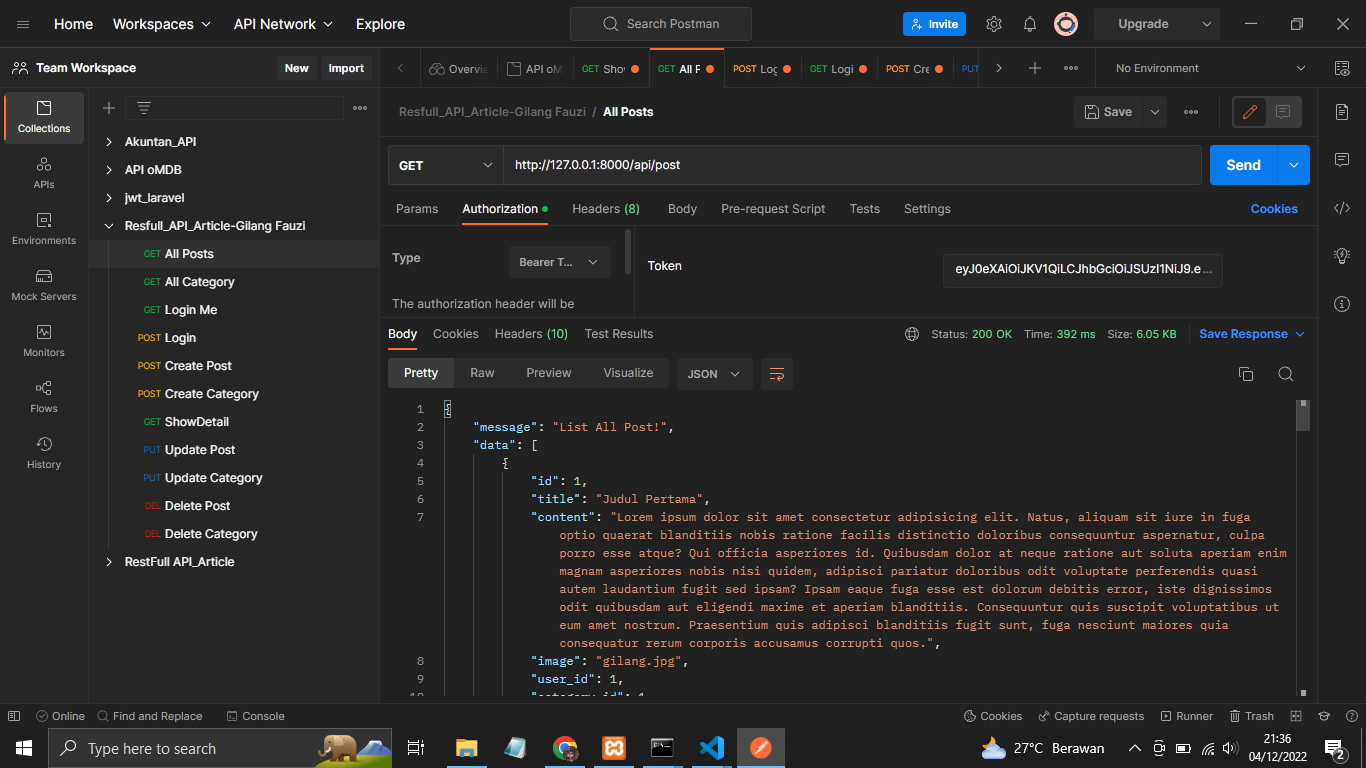 Home Workspaces API Network Explore Search Postman Invite Upgrade
Team Workspace New Import Overvie API oM GET Sho GET All F POST Log GET Logi POST Cre PUT No Environment
Collections
APIs
Environments
Mock Servers
Monitors
Flows
History
Akuntan_API
API oMDB
jwt_laravel
Resfull_API_Article-Gilang Fauzi
GET All Posts
GET All Category
GET Login Me
POST Login
POST Create Post
POST Create Category
GET ShowDetail
PUT Update Post
PUT Update Category
DEL Delete Post
DEL Delete Category
RestFull API_Article
Resfull_API_Article-Gilang Fauzi / All Posts Save
GET http://127.0.0.1:8000/api/post Send
Params Authorization Headers (8) Body Pre-request Script Tests Settings Cookies
Type Bearer T... Token eyJ0eXAiOiJKV1QiLCJhbGciOiJSUzI1NiJ9.e...
The authorization header will be
Body Cookies Headers (10) Test Results Status: 200 OK Time: 392 ms Size: 6.05 KB Save Response
Pretty Raw Preview Visualize JSON
1 {
2 "message": "List All Post!",
3 "data": [
4 {
5 "id": 1,
6 "title": "Judul Pertama",
7 "content": "Lorem ipsum dolor sit amet consectetur adipisicing elit. Natus, aliquam sit iure in fuga
optio quaerat blanditiis nobis ratione facilis distinctio doloribus consequuntur aspernatur, culpa
porro esse atque? Qui officia asperiores id. Quibusdam dolor at neque ratione aut soluta aperiam enim
magnam asperiores nobis nisi quidem, adipisci pariatur doloribus odit voluptate perferendis quasi
autem laudantium fugit sed ipsam? Ipsam eaque fuga esse est dolorum debitis error, iste dignissimos
odit quibusdam aut eligendi maxime et aperiam blanditiis. Consequuntur quis suscipit voluptatibus ut
eum amet nostrum. Praesentium quis adipisci blanditiis fugit sunt, fuga nesciunt maiores quia
consequatur rerum corporis accusamus corrupti quos.",
8 "image": "gilang.jpg",
9 "user_id": 1,
10 "category_id": 1
Online Find and Replace Console Cookies Capture requests Runner Trash
Type here to search 27°C Berawan 21:36
04/12/2022 2